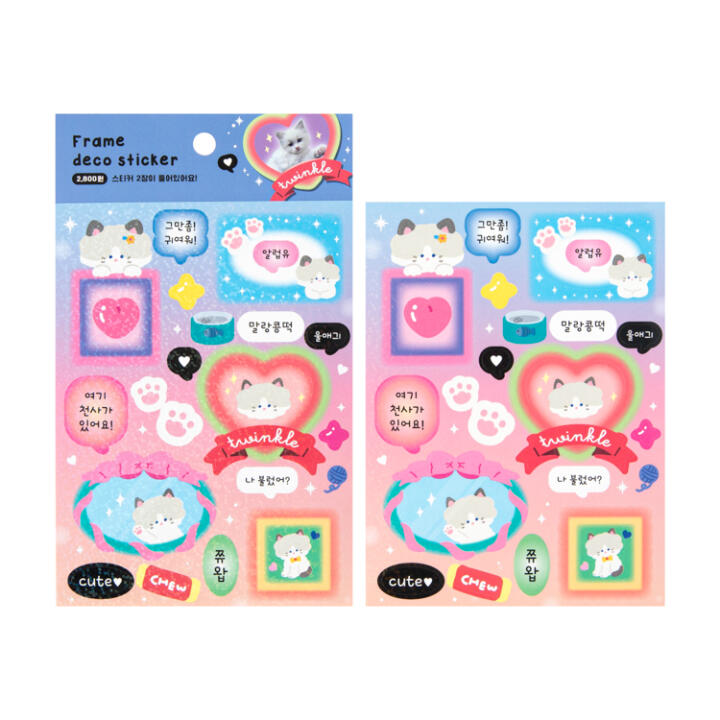 Frame
deco sticker
2,800원 스티커 2장이 들어있어요!
twinkle
그만좀!
귀여워!
알럽유
말랑콩떡
울애긔
여기
천사가
있어요!
twinkle
나 불렀어?
쮸
왑
cute♥
CHEW
그만좀!
귀여워!
알럽유
말랑콩떡
울애긔
여기
천사가
있어요!
twinkle
나 불렀어?
쮸
왑
cute♥
CHEW